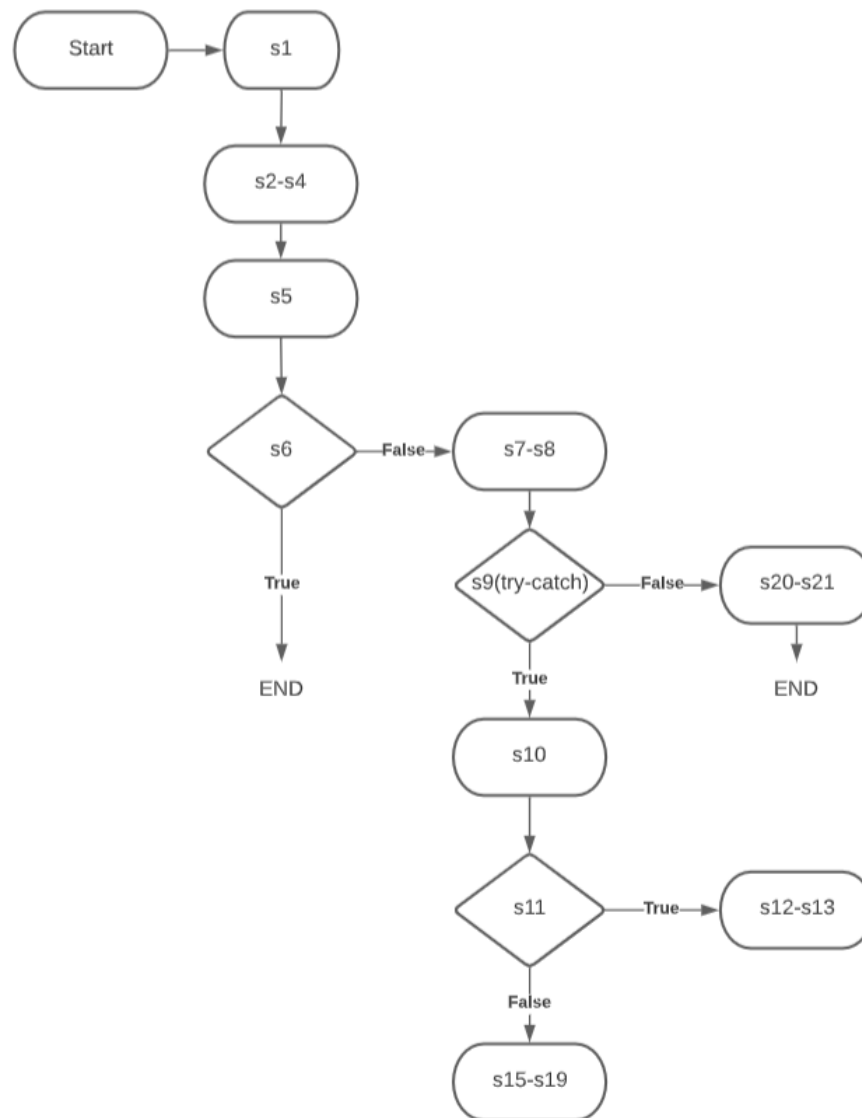 Start
s1
s2-s4
s5
s6
False
s7-s8
True
s9(try-catch)
False
s20-s21
END
True
END
s10
s11
True
s12-s13
False
s15-s19